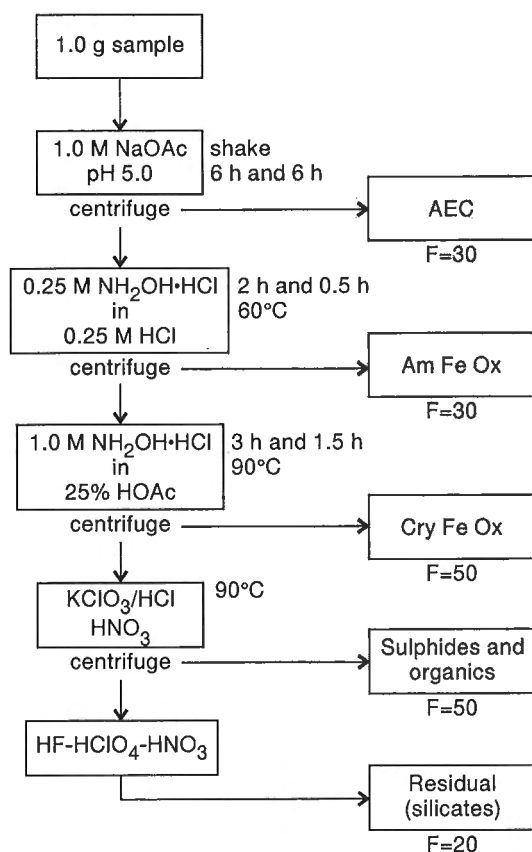 1.0 g sample
1.0 M NaOAc
pH 5.0
shake
6 h and 6 h
centrifuge
AEC
F=30
0.25 M NH₂OH•HCl
in
0.25 M HCl
2 h and 0.5 h
60°C
centrifuge
Am Fe Ox
F=30
1.0 M NH₂OH•HCl
in
25% HOAc
3 h and 1.5 h
90°C
centrifuge
Cry Fe Ox
F=50
KClO₃/HCl
HNO₃
90°C
centrifuge
Sulphides and
organics
F=50
HF-HClO₄-HNO₃
Residual
(silicates)
F=20